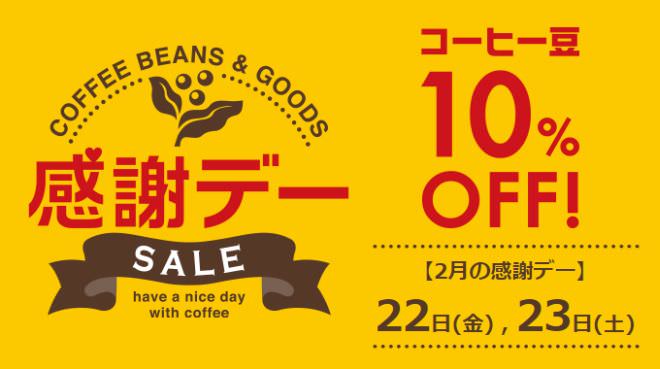 COFFEE BEANS & GOODS
感謝デー
SALE
have a nice day
with coffee
コーヒー豆
10%
OFF!
【2月の感謝デー】
22日(金) , 23日(土)